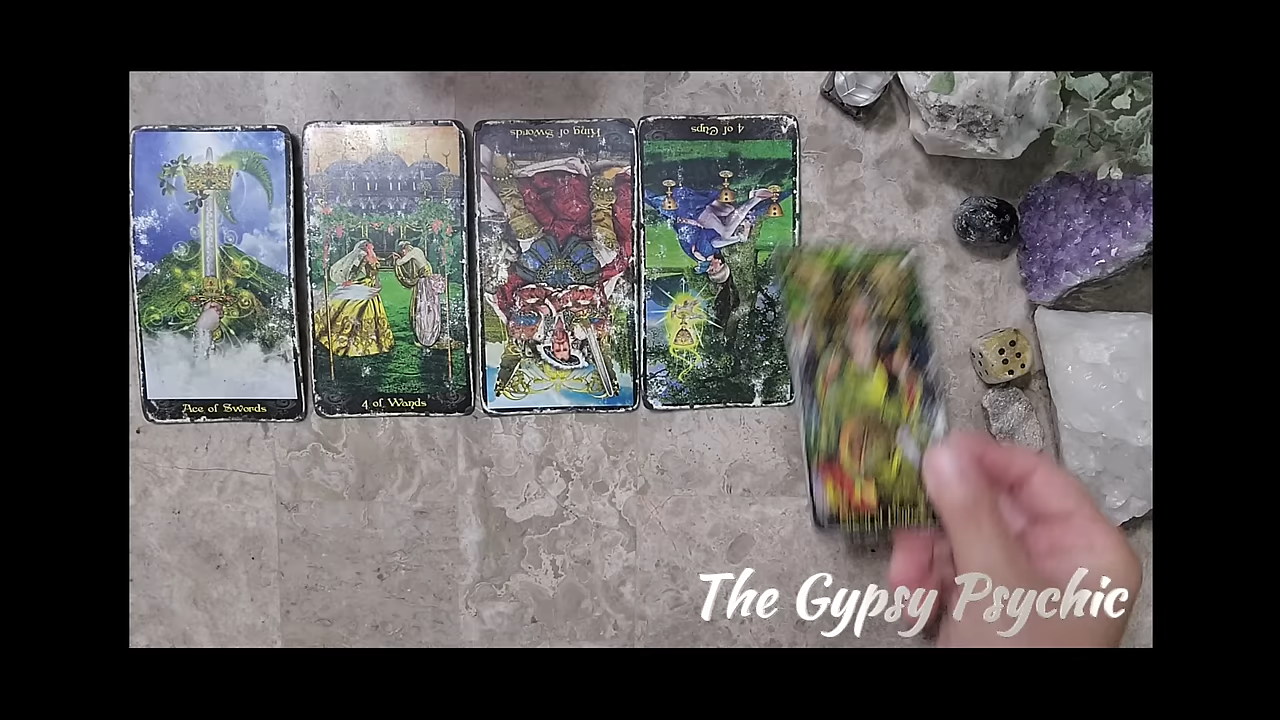 King of Swords
4 of Cups
Ace of Swords
4 of Wands
The Gypsy Psychic